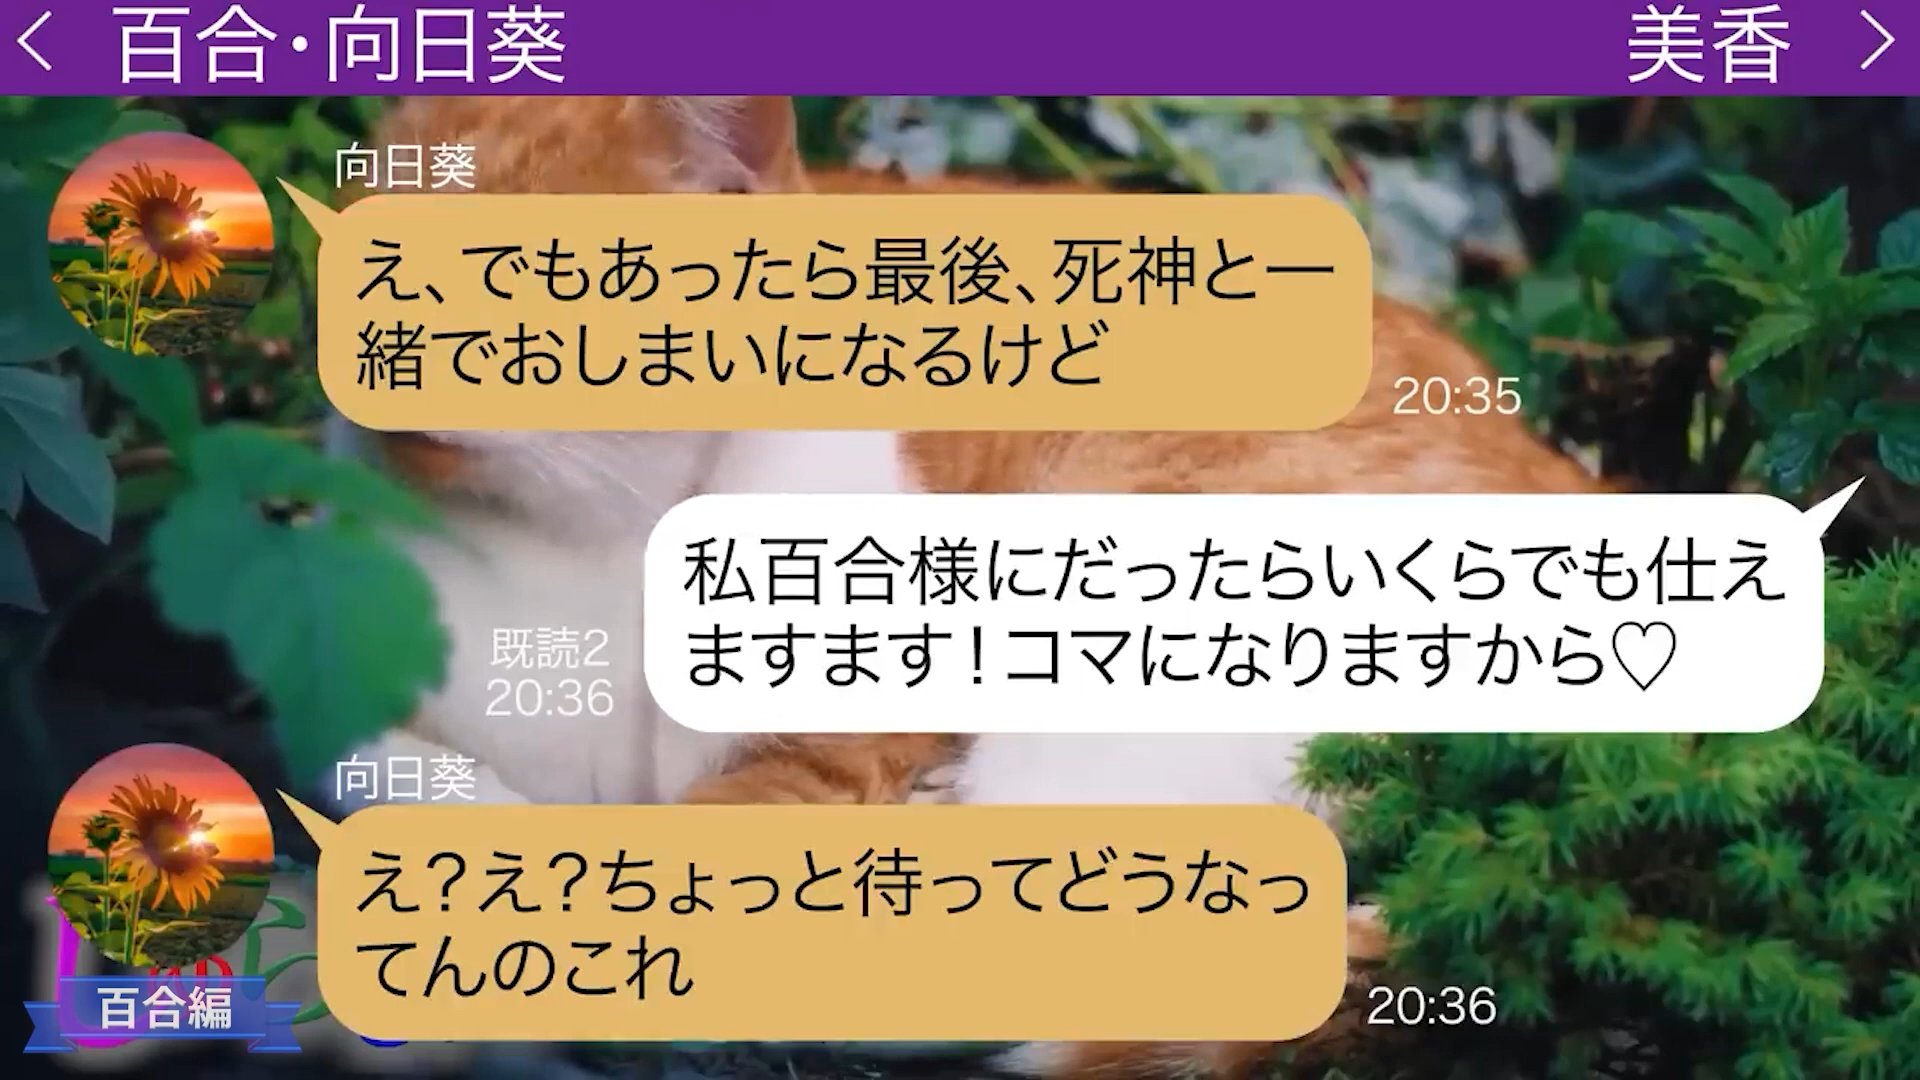 百合・向日葵
美香
向日葵
え、でもあったら最後、死神と一
緒でおしまいになるけど
20:35
私百合様にだったらいくらでも仕え
ますます！コマになりますから♡
既読2
20:36
向日葵
え？え？ちょっと待ってどうなっ
てんのこれ
20:36
百合編